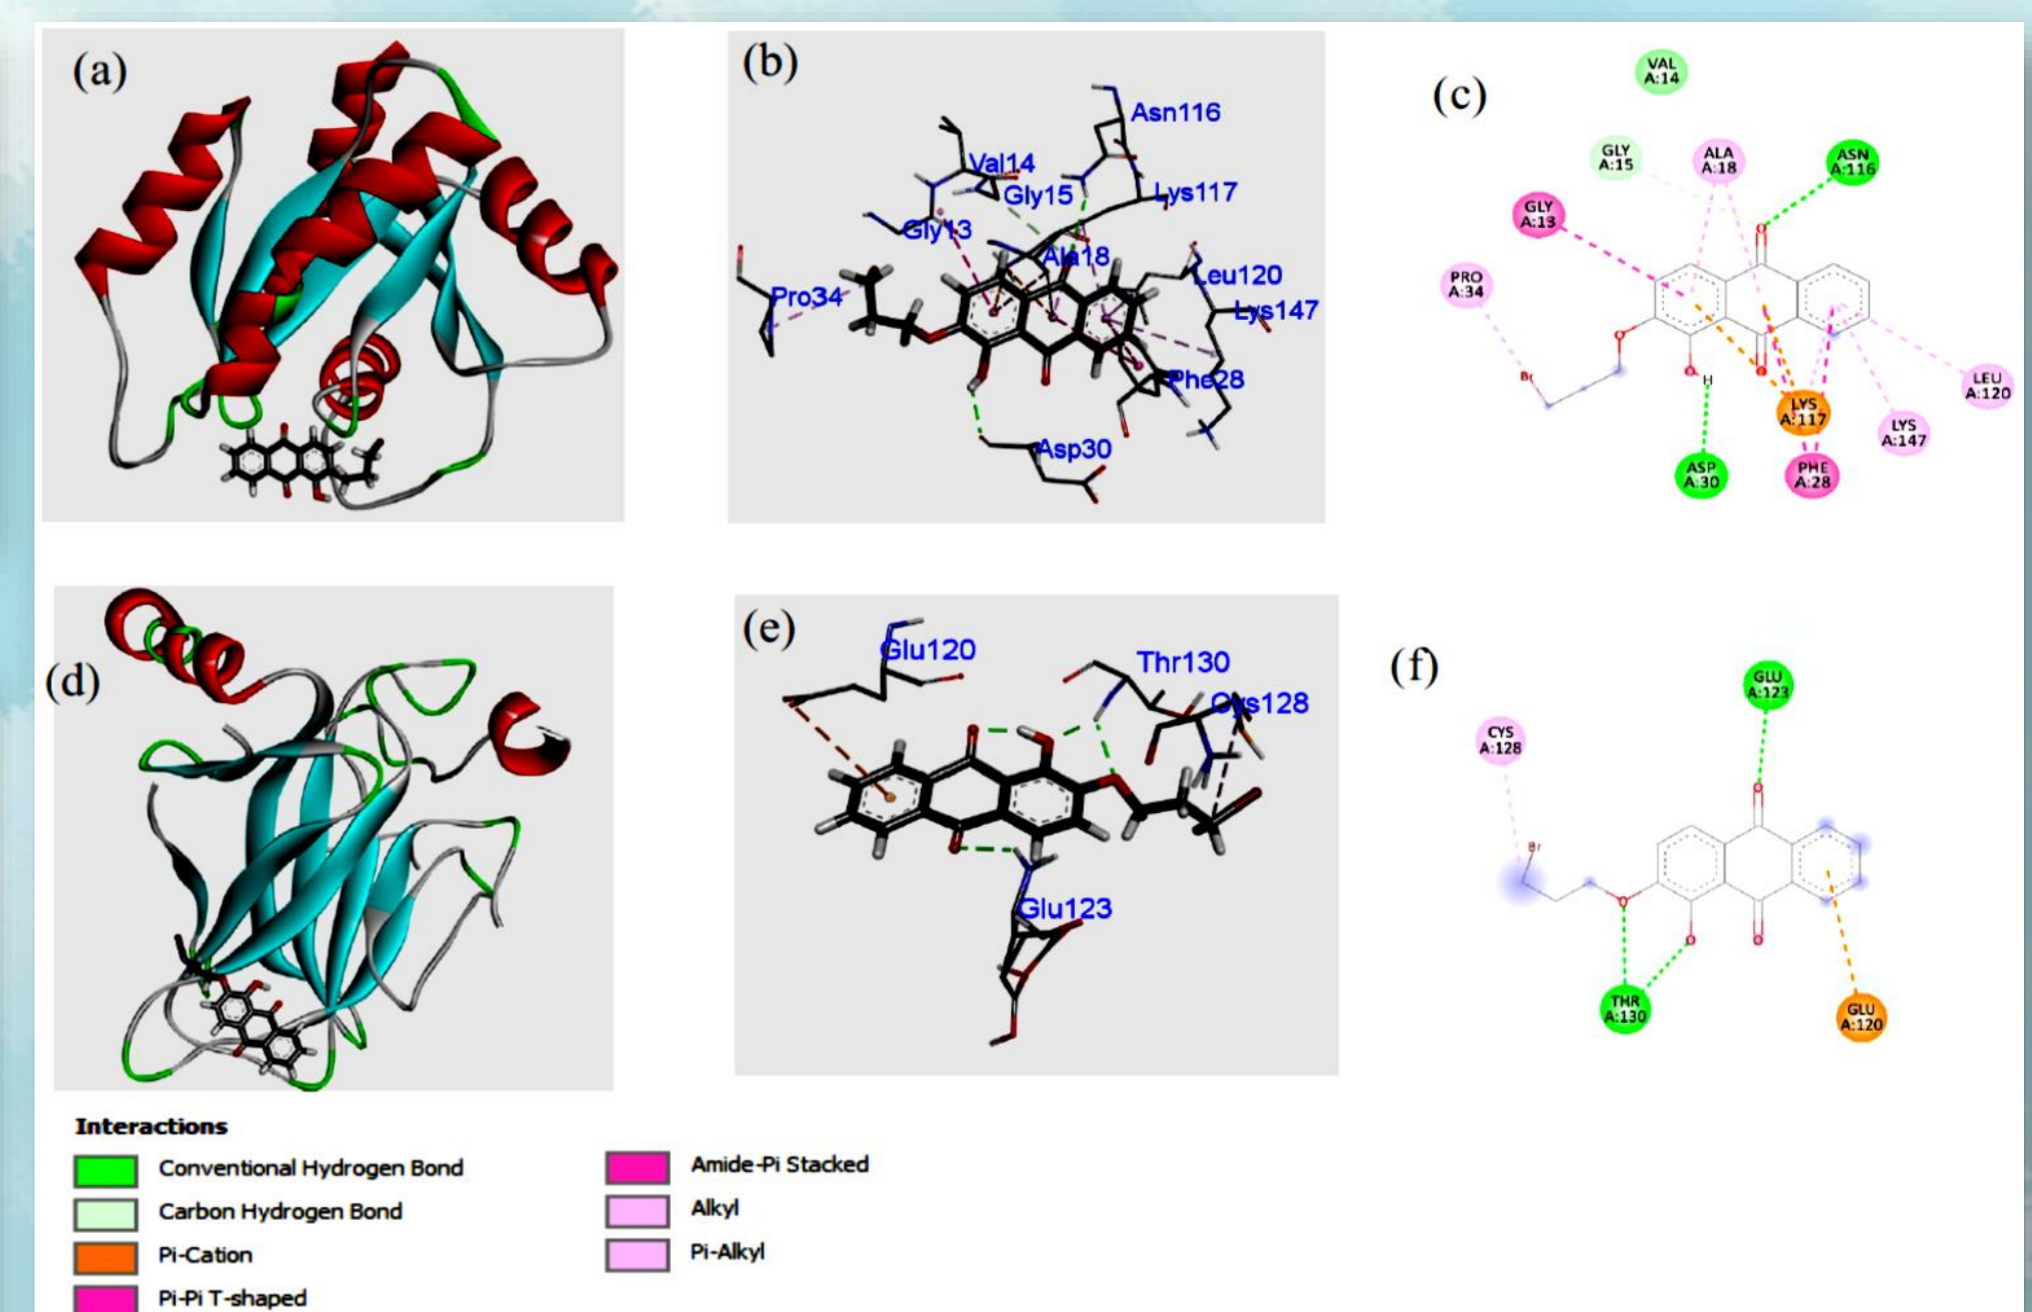 (a)
(b)
Asn116
Val14
Gly15
Lys117
Gly13
Ala18
Leu120
Pro34
Lys147
Phe28
Asp30
(c)
VAL
A:14
GLY
A:15
ALA
A:18
ASN
A:116
GLY
A:13
PRO
A:34
O
O
Br
O
H
O
LYS
A:117
LEU
A:120
LYS
A:147
ASP
A:30
PHE
A:28
(d)
(e)
Glu120
Thr130
Cys128
Glu123
(f)
GLU
A:123
CYS
A:128
O
Br
O
O
O
THR
A:130
GLU
A:120
Interactions
Conventional Hydrogen Bond
Carbon Hydrogen Bond
Pi-Cation
Pi-Pi T-shaped
Amide-Pi Stacked
Alkyl
Pi-Alkyl